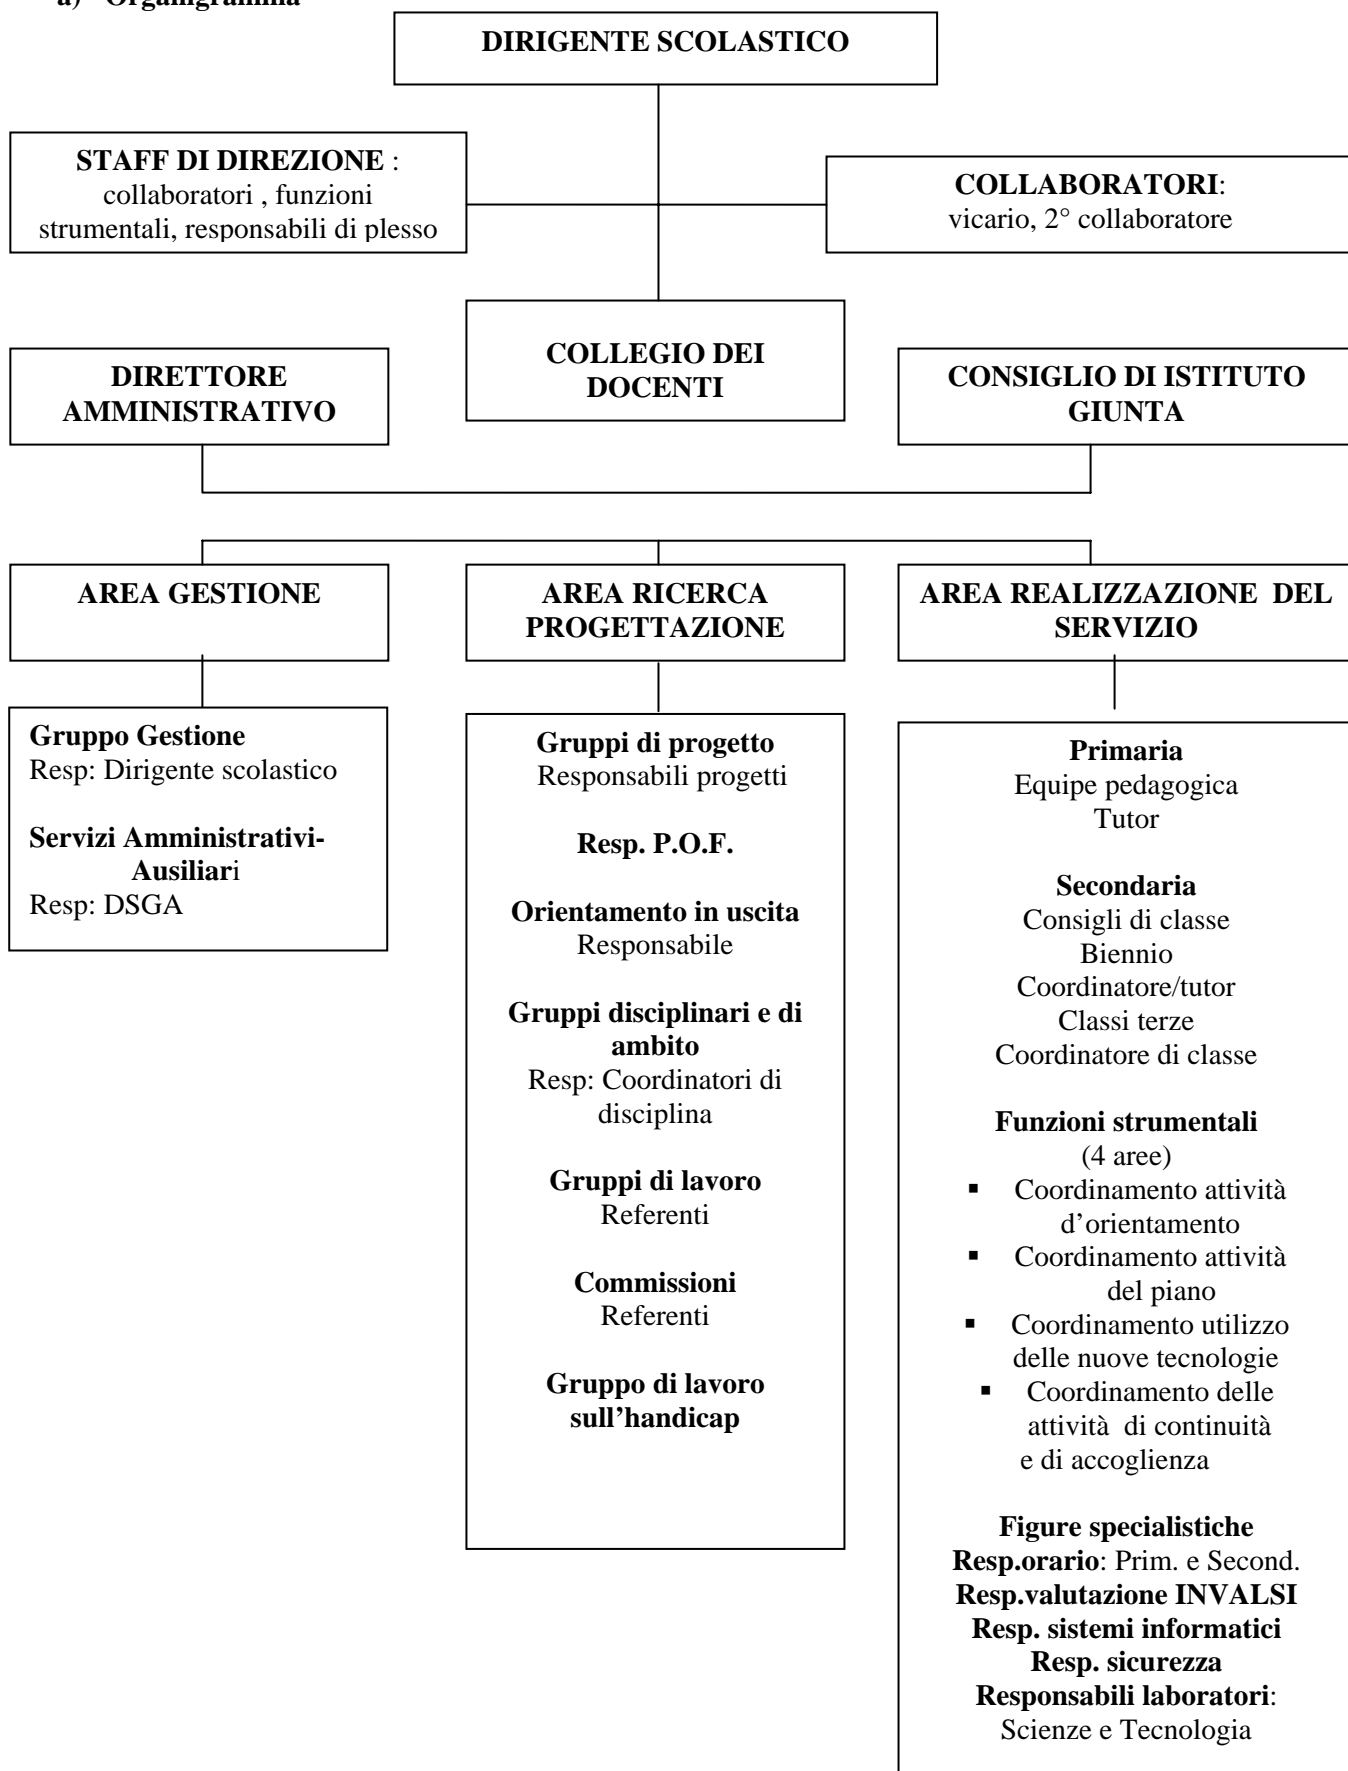 a) Organigramma
DIRIGENTE SCOLASTICO
STAFF DI DIREZIONE :
collaboratori , funzioni
strumentali, responsabili di plesso
COLLABORATORI:
vicario, 2° collaboratore
COLLEGIO DEI
DOCENTI
DIRETTORE
AMMINISTRATIVO
CONSIGLIO DI ISTITUTO
GIUNTA
AREA GESTIONE
AREA RICERCA
PROGETTAZIONE
AREA REALIZZAZIONE DEL
SERVIZIO
Gruppo Gestione
Resp: Dirigente scolastico
Servizi Amministrativi-
Ausiliari
Resp: DSGA
Gruppi di progetto
Responsabili progetti
Resp. P.O.F.
Orientamento in uscita
Responsabile
Gruppi disciplinari e di
ambito
Resp: Coordinatori di
disciplina
Gruppi di lavoro
Referenti
Commissioni
Referenti
Gruppo di lavoro
sull’handicap
Primaria
Equipe pedagogica
Tutor
Secondaria
Consigli di classe
Biennio
Coordinatore/tutor
Classi terze
Coordinatore di classe
Funzioni strumentali
(4 aree)
▪ Coordinamento attività
d’orientamento
▪ Coordinamento attività
del piano
▪ Coordinamento utilizzo
delle nuove tecnologie
▪ Coordinamento delle
attività di continuità
e di accoglienza
Figure specialistiche
Resp.orario: Prim. e Second.
Resp.valutazione INVALSI
Resp. sistemi informatici
Resp. sicurezza
Responsabili laboratori:
Scienze e Tecnologia